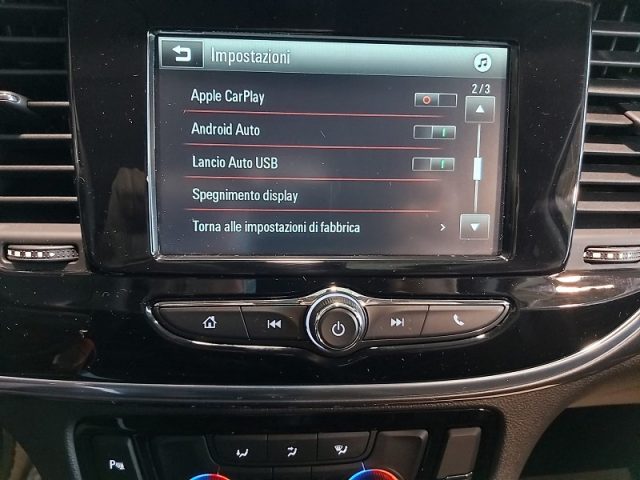 Impostazioni
Apple CarPlay
2/3
Android Auto
Lancio Auto USB
Spegnimento display
Torna alle impostazioni di fabbrica >
P